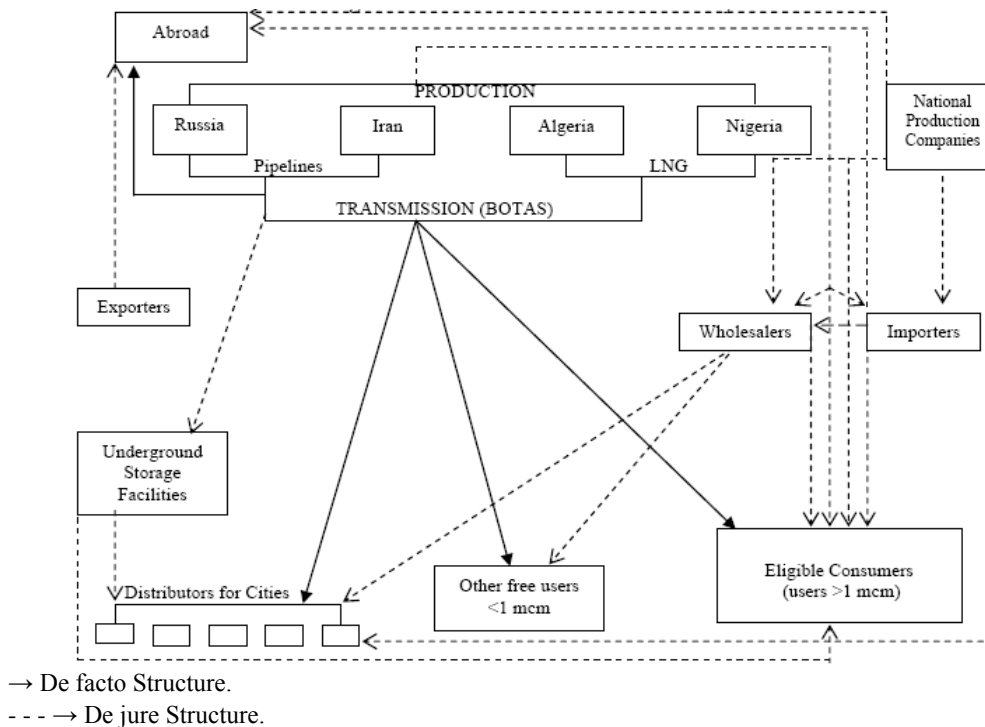 Abroad
PRODUCTION
National
Production
Companies
Russia
Iran
Algeria
Nigeria
Pipelines
LNG
TRANSMISSION (BOTAS)
Exporters
Wholesalers
Importers
Underground
Storage
Facilities
Distributors for Cities
Other free users
<1 mcm
Eligible Consumers
(users >1 mcm)
→ De facto Structure.
- - - → De jure Structure.